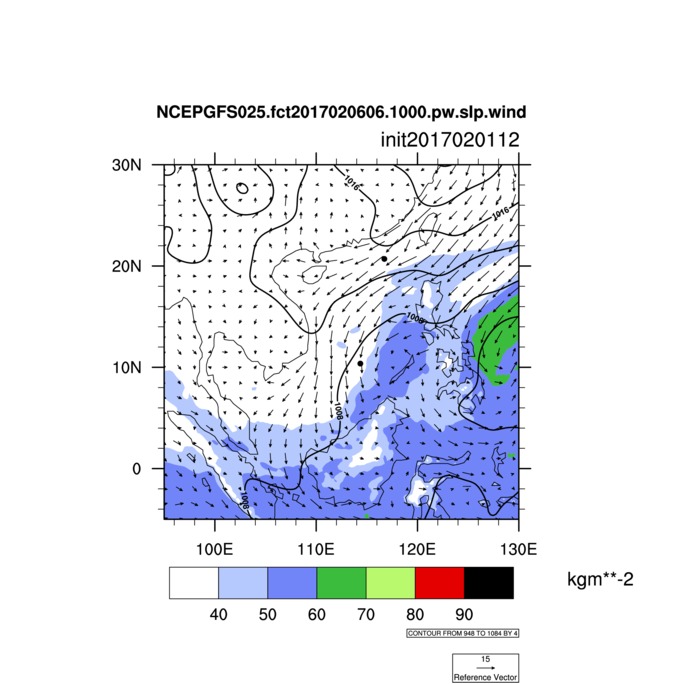 NCEPGFS025.fct2017020606.1000.pw.slp.wind
init2017020112
30N
1016
1016
20N
1008
10N
1008
0
1008
100E 110E 120E 130E
kgm**-2
40 50 60 70 80 90
CONTOUR FROM 948 TO 1084 BY 4
15
Reference Vector